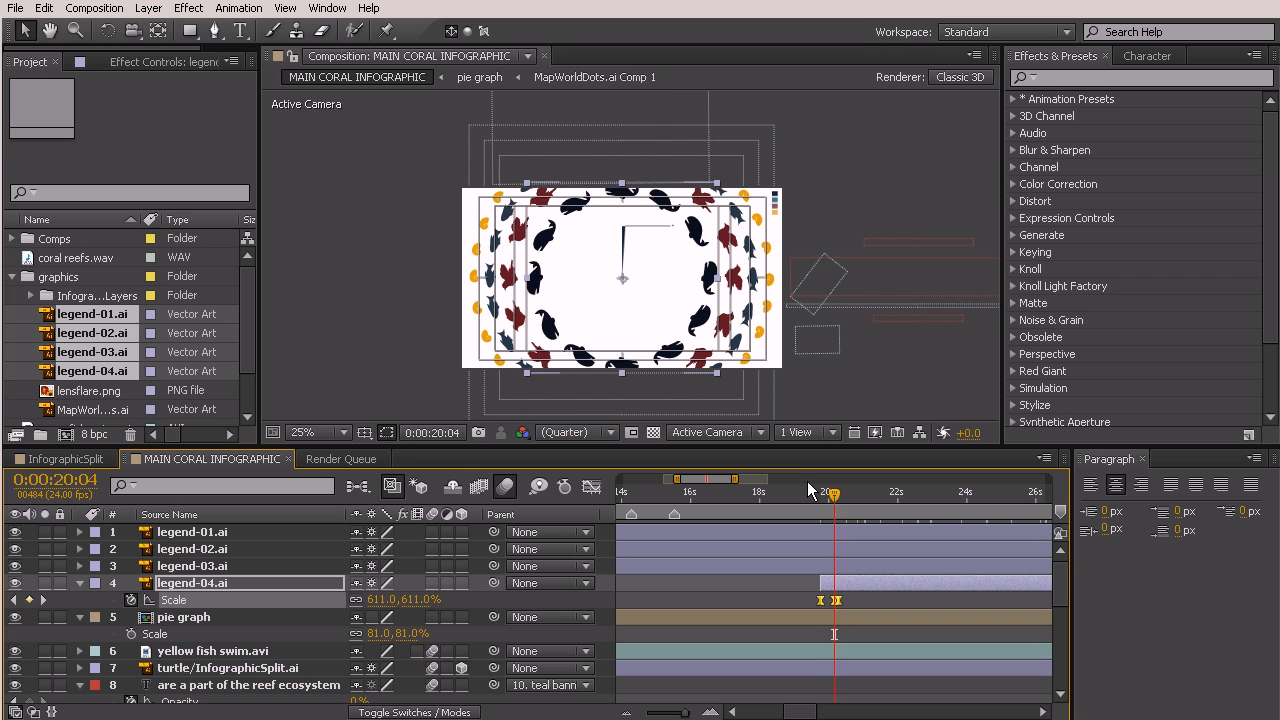 File Edit Composition Layer Effect Animation View Window Help
Workspace: Standard Search Help
Project Effect Controls: legend
Composition: MAIN CORAL INFOGRAPHIC
Effects & Presets Character
MAIN CORAL INFOGRAPHIC pie graph MapWorldDots.ai Comp 1
Renderer: Classic 3D
Active Camera
* Animation Presets
3D Channel
Audio
Blur & Sharpen
Channel
Color Correction
Distort
Expression Controls
Generate
Keying
Knoll
Knoll Light Factory
Matte
Noise & Grain
Obsolete
Perspective
Red Giant
Simulation
Stylize
Synthetic Aperture
Name Type Siz
Comps Folder
coral reefs.wav WAV
graphics Folder
Infogra...Layers Folder
legend-01.ai Vector Art
legend-02.ai Vector Art
legend-03.ai Vector Art
legend-04.ai Vector Art
lensflare.png PNG file
MapWorl...s.ai Vector Art
8 bpc
25% 0:00:20:04 (Quarter) Active Camera 1 View +0.0
InfographicSplit MAIN CORAL INFOGRAPHIC Render Queue
Paragraph
0:00:20:04
00484 (24.00 fps)
14s 16s 18s 20s 22s 24s 26s
# Source Name fx Parent
1 legend-01.ai None
2 legend-02.ai None
3 legend-03.ai None
4 legend-04.ai None
Scale 611.0,611.0%
5 pie graph None
Scale 81.0,81.0%
6 yellow fish swim.avi None
7 turtle/InfographicSplit.ai None
8 T are a part of the reef ecosystem 10. teal bann
Opacity 0%
Toggle Switches / Modes
0 px 0 px 0 px
0 px 0 px